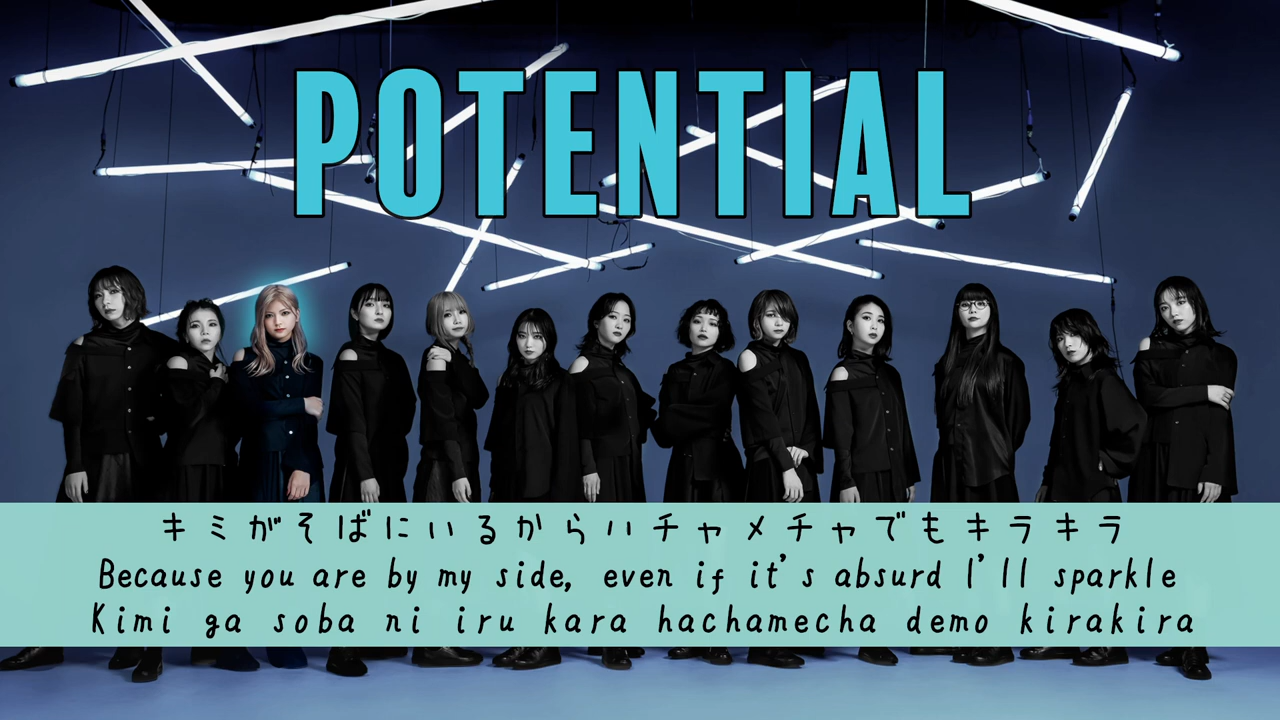 POTENTIAL
キミがそばにいるからハチャメチャでもキラキラ
Because you are by my side, even if it's absurd I'll sparkle
Kimi ga soba ni iru kara hachamecha demo kirakira